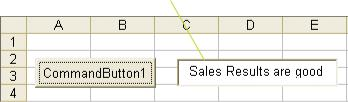 A B C D E
1
2
3
4
CommandButton1
Sales Results are good